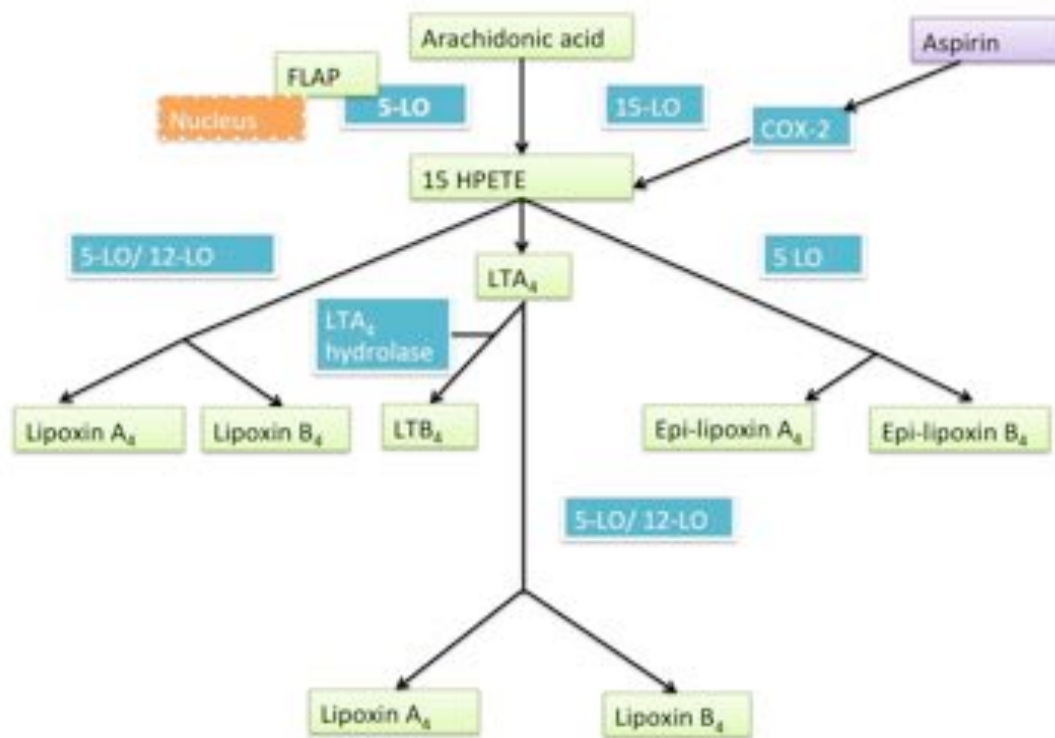 Arachidonic acid
Aspirin
FLAP
5-LO
Nucleus
15-LO
COX-2
15 HPETE
5-LO/ 12-LO
5 LO
LTA₄
LTA₄
hydrolase
Lipoxin A₄
Lipoxin B₄
LTB₄
Epi-lipoxin A₄
Epi-lipoxin B₄
5-LO/ 12-LO
Lipoxin A₄
Lipoxin B₄